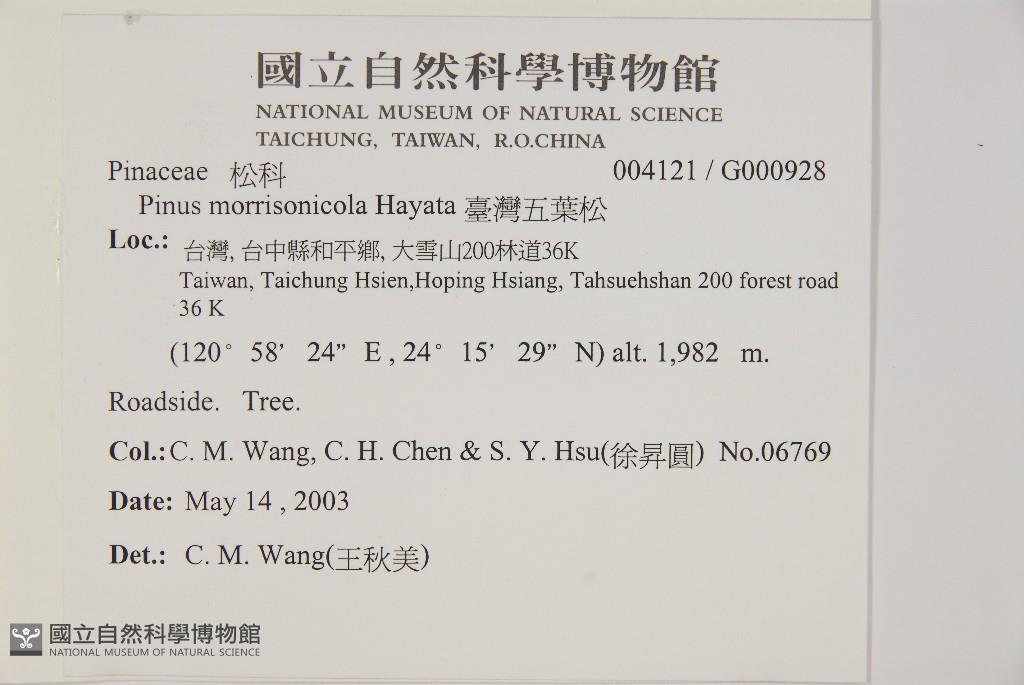 國立自然科學博物館
NATIONAL MUSEUM OF NATURAL SCIENCE
TAICHUNG, TAIWAN, R.O.CHINA
Pinaceae 松科 004121 / G000928
Pinus morrisonicola Hayata 臺灣五葉松
Loc.: 台灣, 台中縣和平鄉, 大雪山200林道36K
Taiwan, Taichung Hsien,Hoping Hsiang, Tahsuehshan 200 forest road
36 K
(120° 58’ 24” E , 24° 15’ 29” N) alt. 1,982 m.
Roadside. Tree.
Col.: C. M. Wang, C. H. Chen & S. Y. Hsu(徐昇圓) No.06769
Date: May 14 , 2003
Det.: C. M. Wang(王秋美)
國立自然科學博物館
NATIONAL MUSEUM OF NATURAL SCIENCE